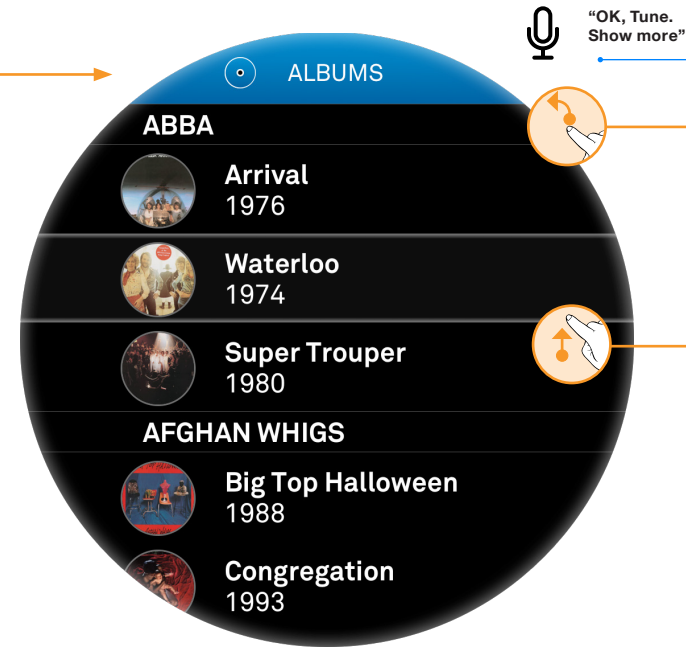 “OK, Tune.
Show more”
ALBUMS
ABBA
Arrival
1976
Waterloo
1974
Super Trouper
1980
AFGHAN WHIGS
Big Top Halloween
1988
Congregation
1993